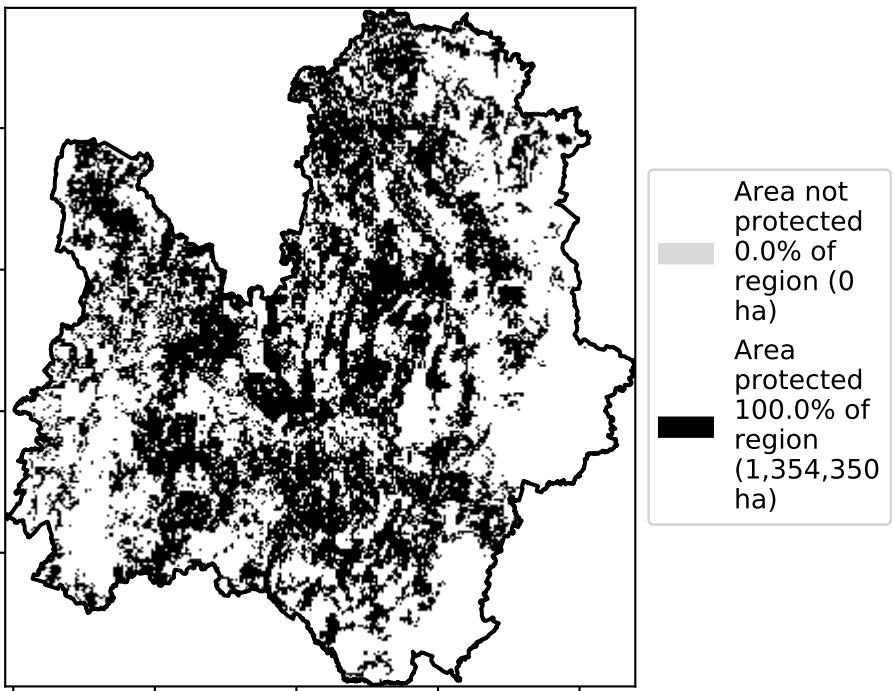 Area not
protected
0.0% of
region (0
ha)
Area
protected
100.0% of
region
(1,354,350
ha)